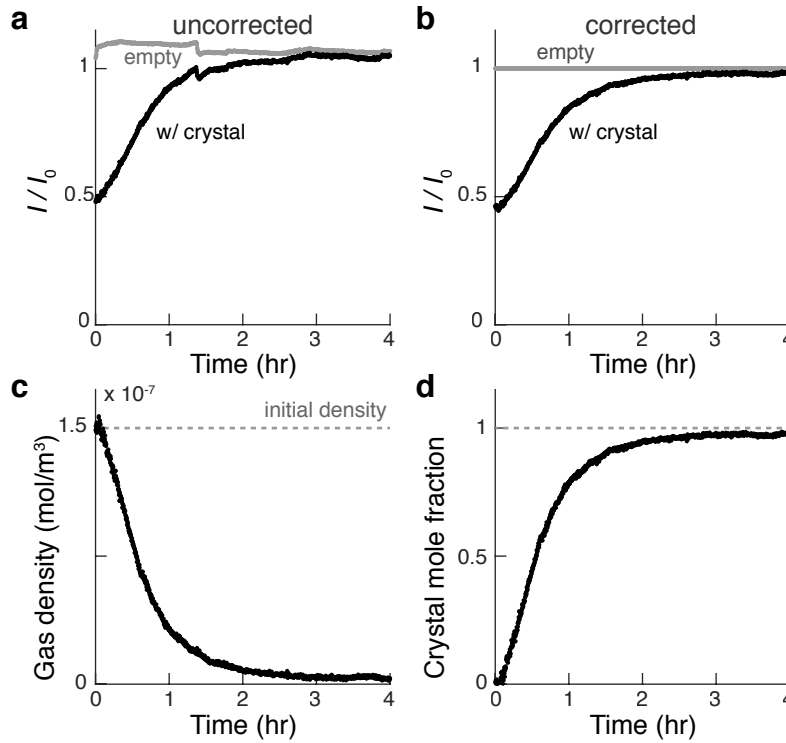 a
uncorrected
1
0.5
0
I / I0
empty
w/ crystal
0 1 2 3 4
Time (hr)
b
corrected
1
0.5
0
I / I0
empty
w/ crystal
0 1 2 3 4
Time (hr)
c
x 10-7
1.5
0
Gas density (mol/m3)
initial density
0 1 2 3 4
Time (hr)
d
1
0.5
0
Crystal mole fraction
0 1 2 3 4
Time (hr)